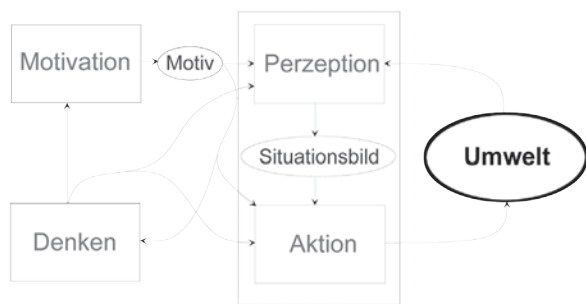 Motivation
Motiv
Perzeption
Situationsbild
Umwelt
Denken
Aktion